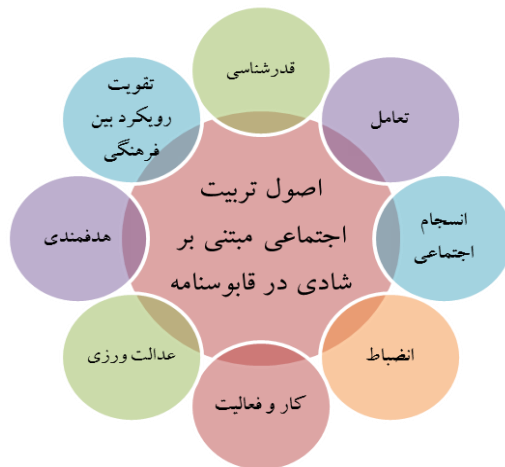 قدرشناسی
تعامل
انسجام
اجتماعی
انضباط
کار و فعالیت
عدالت ورزی
هدفمندی
تقویت
رویکرد بین
فرهنگی
اصول تربیت
اجتماعی مبتنی بر
شادی در قابوسنامه